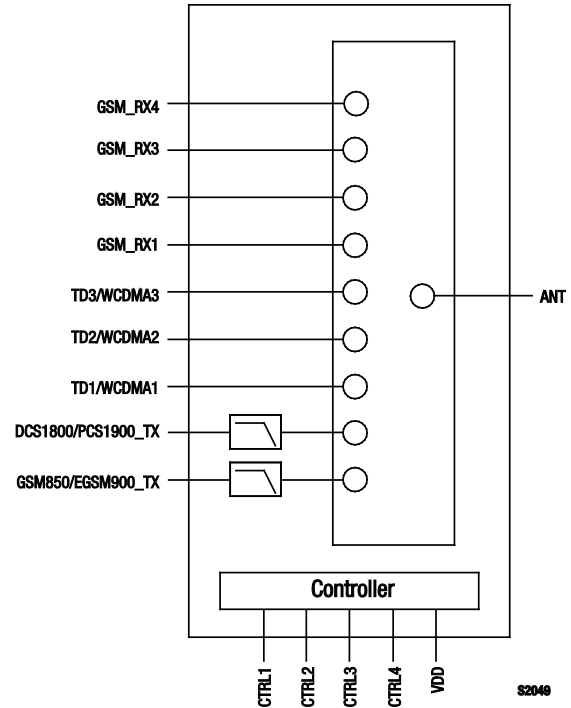 GSM_RX4
GSM_RX3
GSM_RX2
GSM_RX1
TD3/WCDMA3
ANT
TD2/WCDMA2
TD1/WCDMA1
DCS1800/PCS1900_TX
GSM850/EGSM900_TX
Controller
CTRL1
CTRL2
CTRL3
CTRL4
VDD
S2049